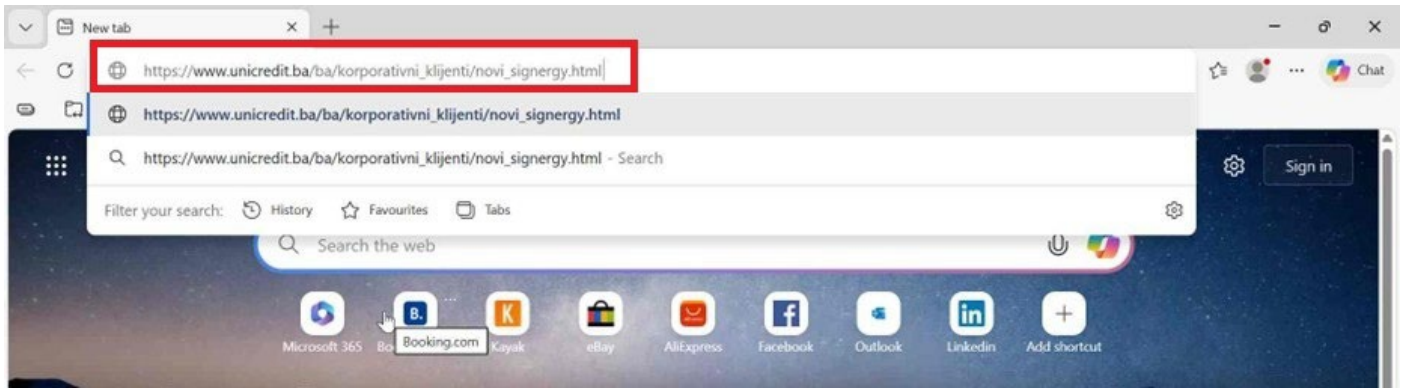 New tab
https://www.unicredit.ba/ba/korporativni_klijenti/novi_signergy.html
Chat
https://www.unicredit.ba/ba/korporativni_klijenti/novi_signergy.html
https://www.unicredit.ba/ba/korporativni_klijenti/novi_signergy.html - Search
Sign in
Filter your search: History Favourites Tabs
Search the web
B.
K
Booking.com
Microsoft 365 Bo Kayak eBay AliExpress Facebook Outlook Linkedin Add shortcut